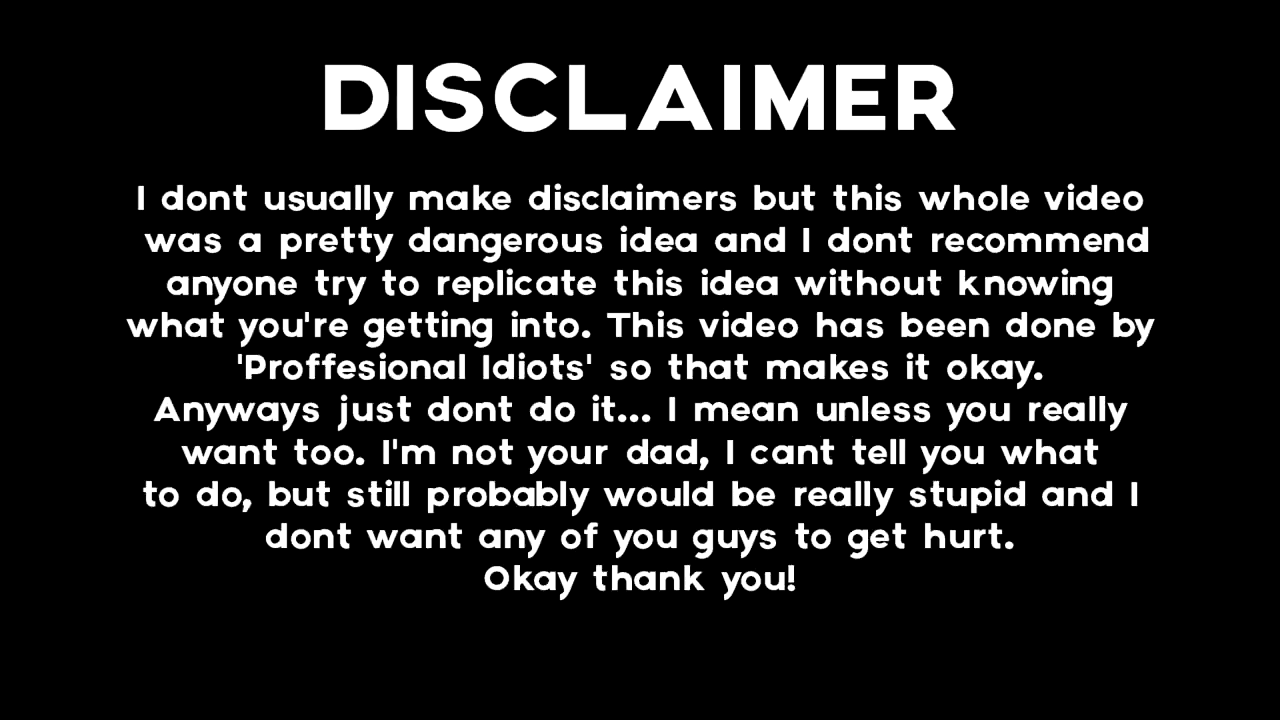 DISCLAIMER
I dont usually make disclaimers but this whole video
was a pretty dangerous idea and I dont recommend
anyone try to replicate this idea without knowing
what you're getting into. This video has been done by
'Proffesional Idiots' so that makes it okay.
Anyways just dont do it... I mean unless you really
want too. I'm not your dad, I cant tell you what
to do, but still probably would be really stupid and I
dont want any of you guys to get hurt.
Okay thank you!